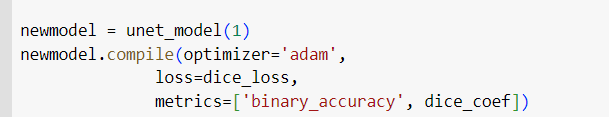 newmodel = unet_model(1)
newmodel.compile(optimizer='adam',
              loss=dice_loss,
              metrics=['binary_accuracy', dice_coef])